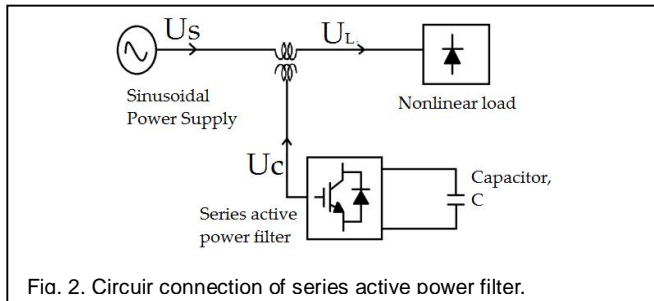 Us
U_L.
Sinusoidal
Power Supply
Nonlinear load
Uc
Series active
power filter
Capacitor,
C
Fig. 2. Circuir connection of series active power filter.